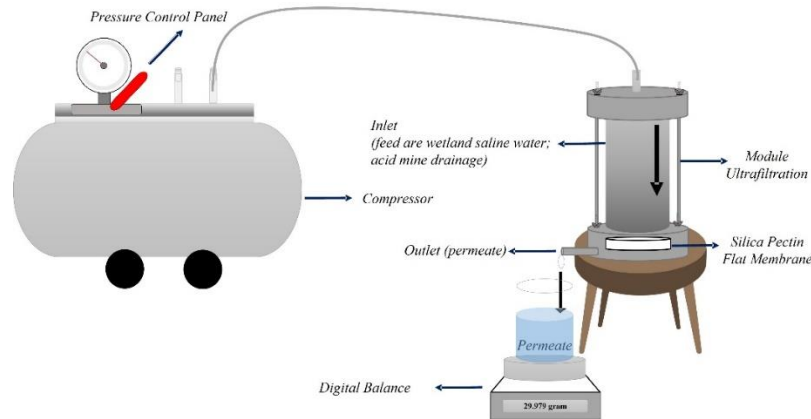 Pressure Control Panel
Inlet
(feed are wetland saline water;
acid mine drainage)
Module
Ultrafiltration
Compressor
Outlet (permeate)
Silica Pectin
Flat Membrane
Permeate
Digital Balance
29.979 gram